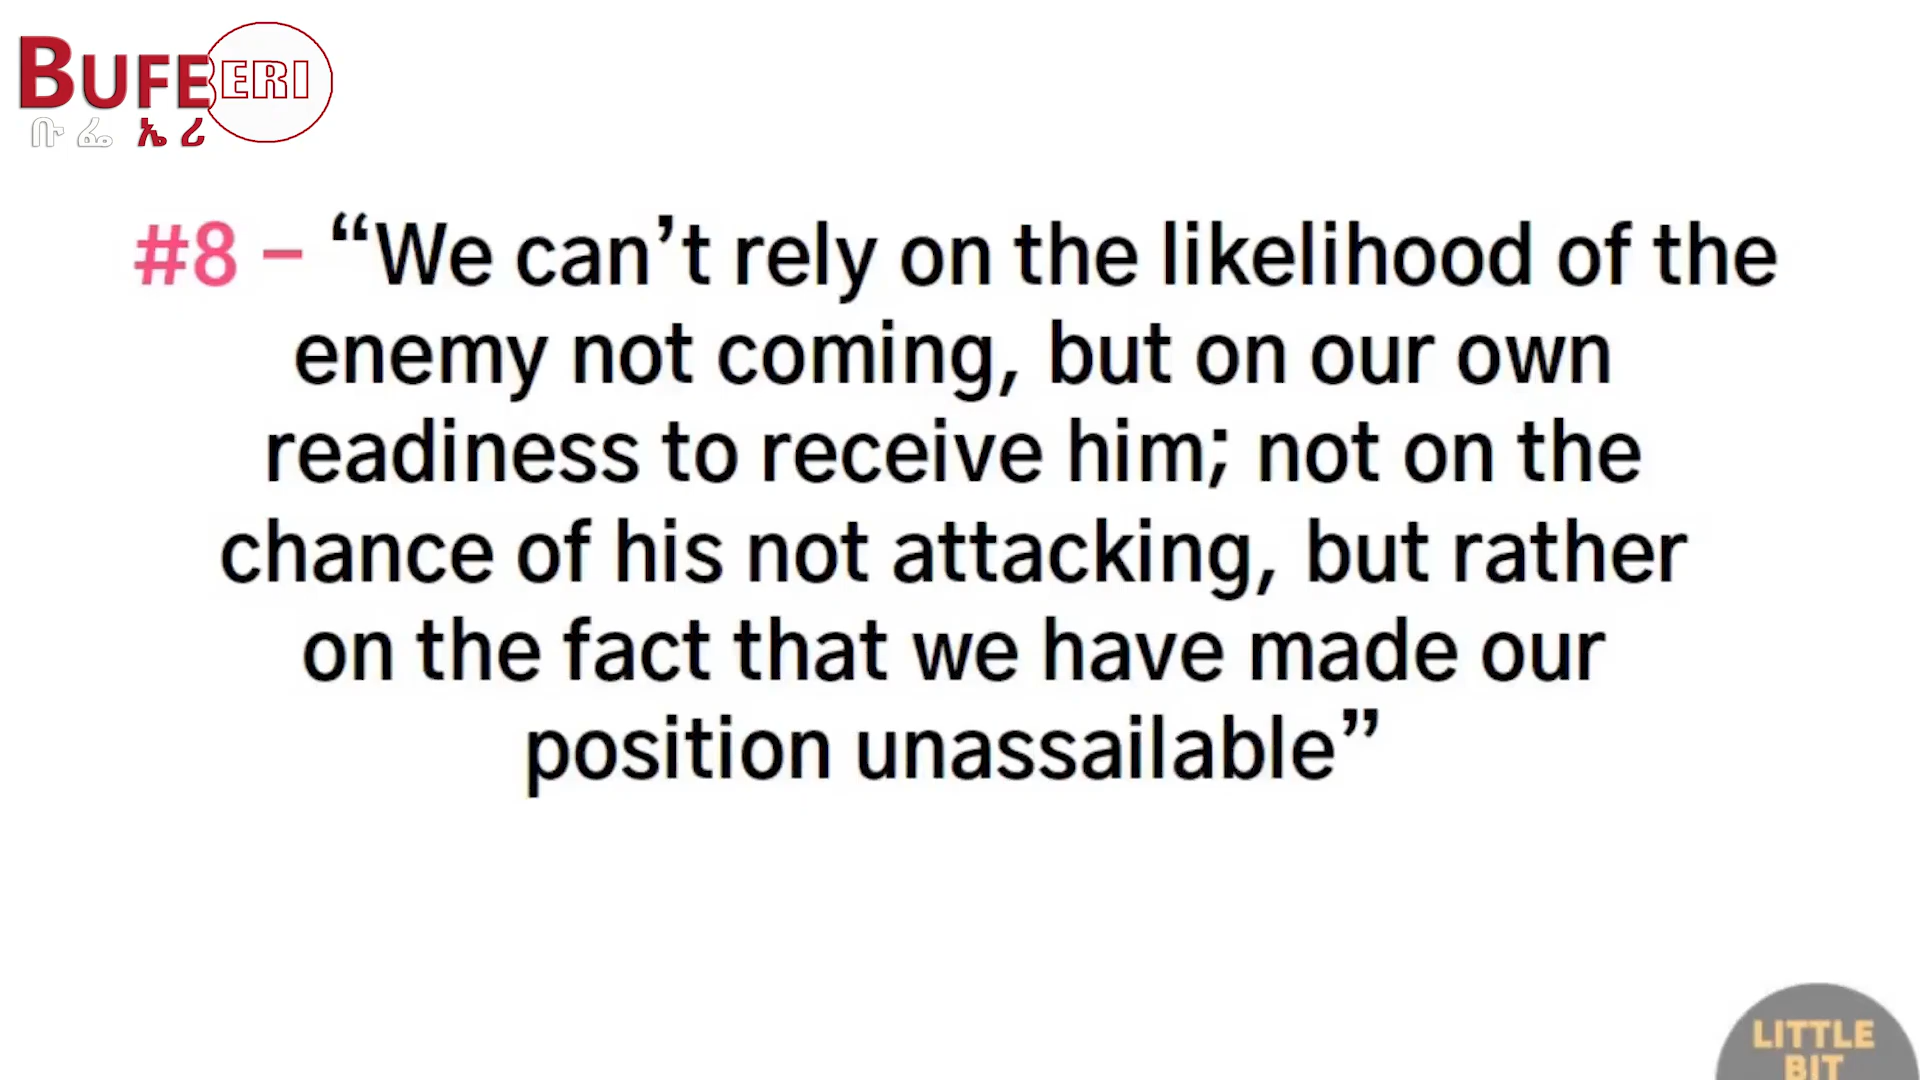 BUFE ERI
ቡፌ ኤሪ
#8 – “We can’t rely on the likelihood of the
enemy not coming, but on our own
readiness to receive him; not on the
chance of his not attacking, but rather
on the fact that we have made our
position unassailable”
LITTLE
BIT